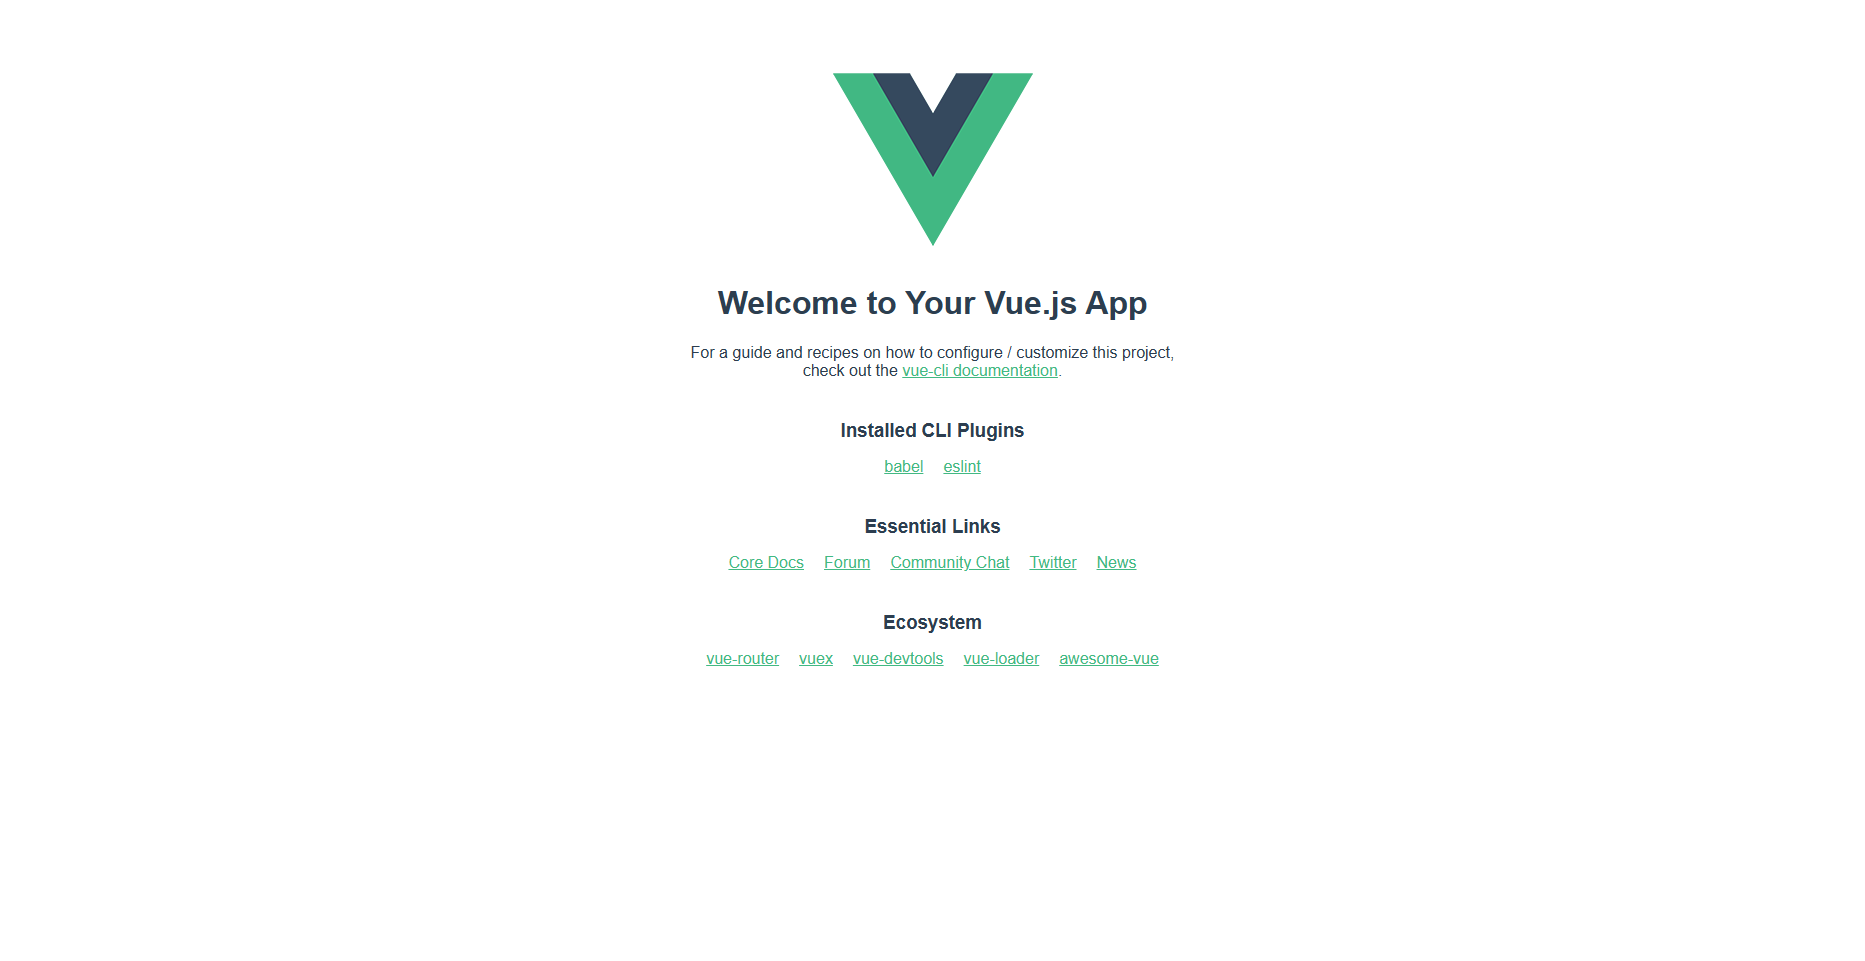 Welcome to Your Vue.js App
For a guide and recipes on how to configure / customize this project,
check out the vue-cli documentation.
Installed CLI Plugins
babel eslint
Essential Links
Core Docs Forum Community Chat Twitter News
Ecosystem
vue-router vuex vue-devtools vue-loader awesome-vue